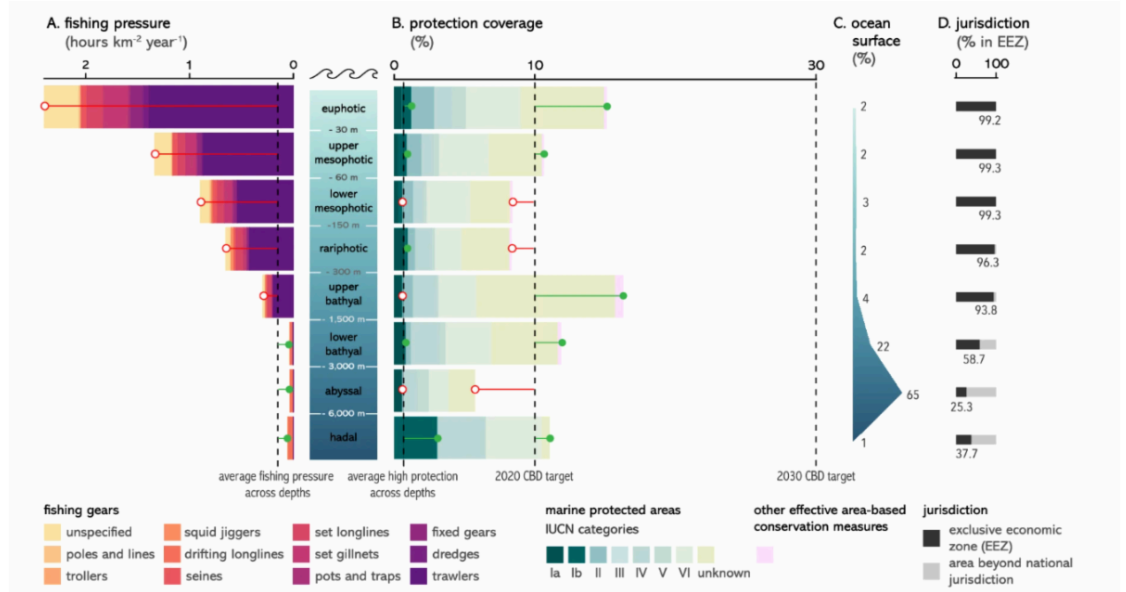 A. fishing pressure
(hours km⁻² year⁻¹)
B. protection coverage
(%)
C. ocean
surface
(%)
D. jurisdiction
(% in EEZ)
2 1 0
0 10 30
0 100
euphotic
- 30 m
upper
mesophotic
- 60 m
lower
mesophotic
-150 m
rariphotic
- 300 m
upper
bathyal
- 1,500 m
lower
bathyal
- 3,000 m
abyssal
- 6,000 m
hadal
2
2
3
2
4
22
65
1
99.2
99.3
99.3
96.3
93.8
58.7
25.3
37.7
average fishing pressure
across depths
average high protection
across depths
2020 CBD target
2030 CBD target
fishing gears
unspecified
poles and lines
trollers
squid jiggers
drifting longlines
seines
set longlines
set gillnets
pots and traps
fixed gears
dredges
trawlers
marine protected areas
IUCN categories
Ia Ib II III IV V VI unknown
other effective area-based
conservation measures
jurisdiction
exclusive economic
zone (EEZ)
area beyond national
jurisdiction